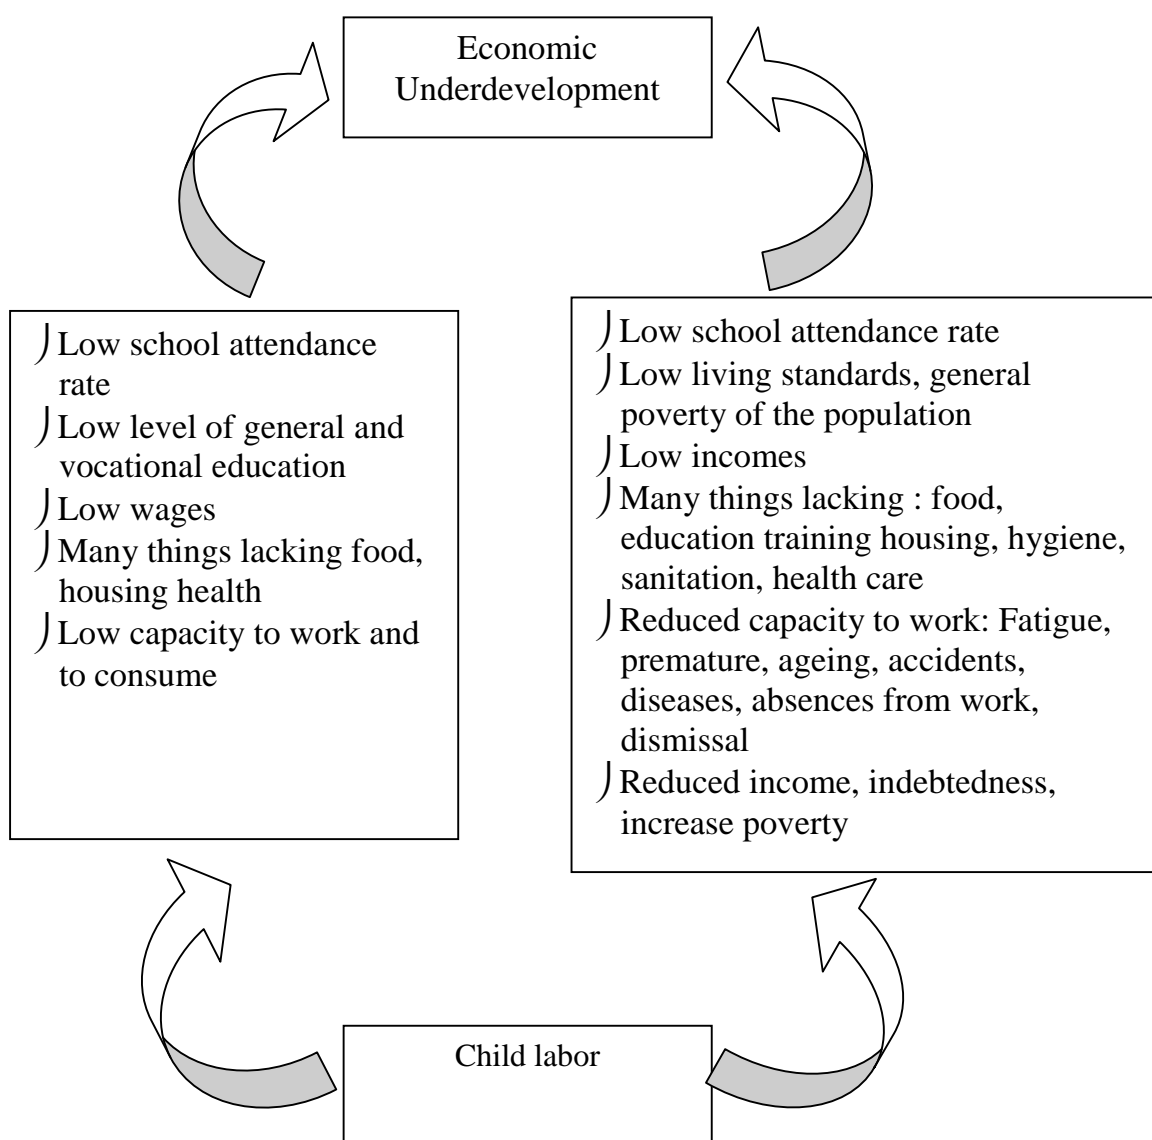 Economic
Underdevelopment
Low school attendance
rate
Low level of general and
vocational education
Low wages
Many things lacking food,
housing health
Low capacity to work and
to consume
Low school attendance rate
Low living standards, general
poverty of the population
Low incomes
Many things lacking : food,
education training housing, hygiene,
sanitation, health care
Reduced capacity to work: Fatigue,
premature, ageing, accidents,
diseases, absences from work,
dismissal
Reduced income, indebtedness,
increase poverty
Child labor